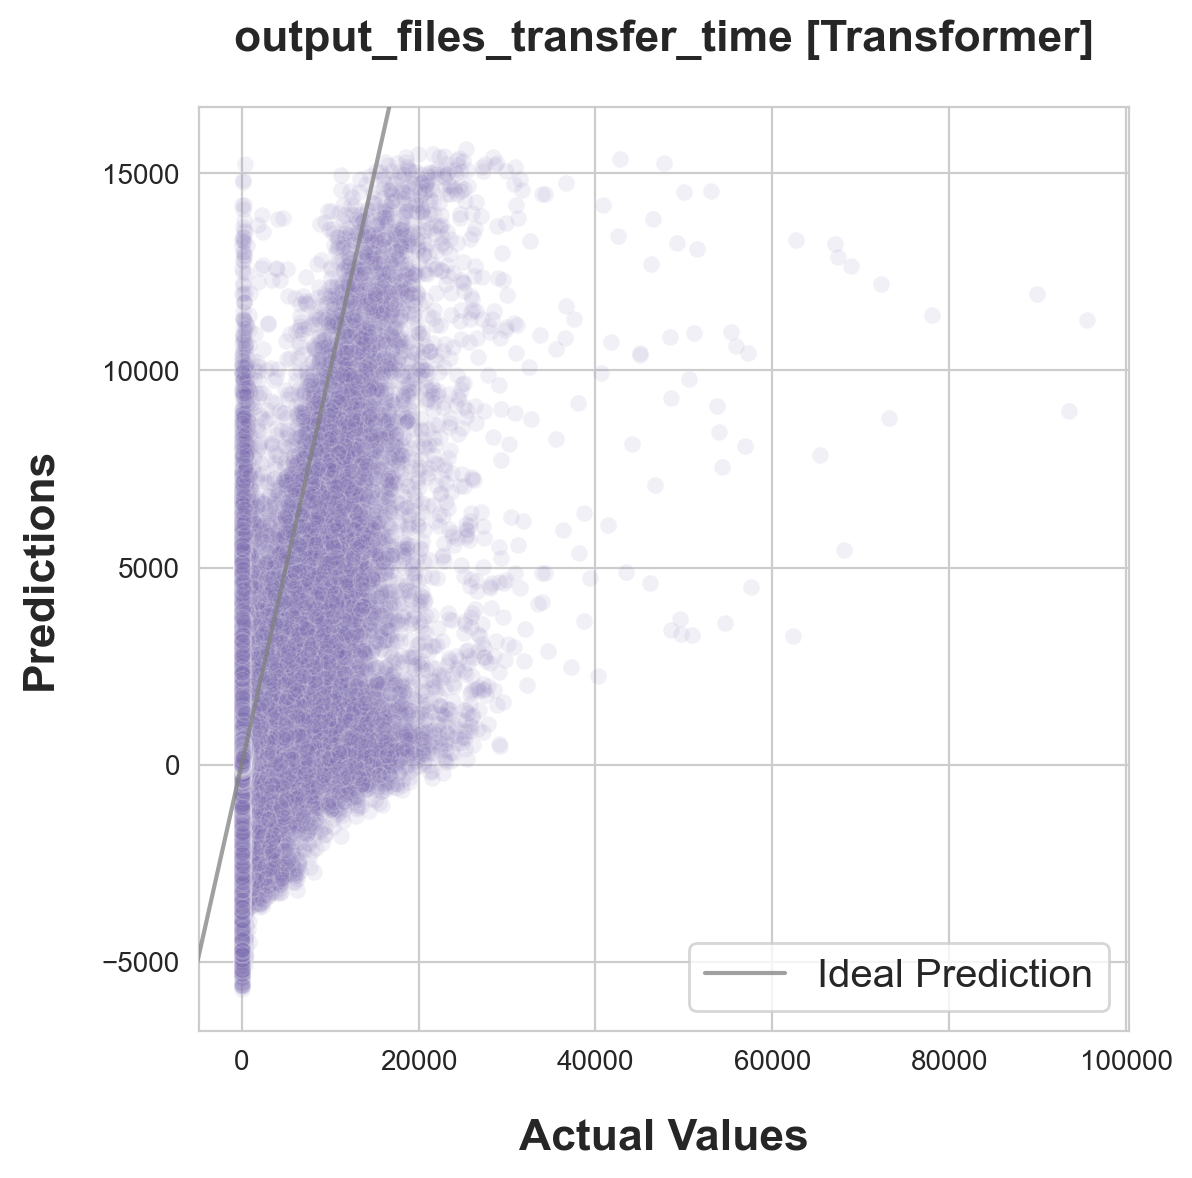 output_files_transfer_time [Transformer]
15000
10000
5000
0
−5000
Predictions
Ideal Prediction
0 20000 40000 60000 80000 100000
Actual Values